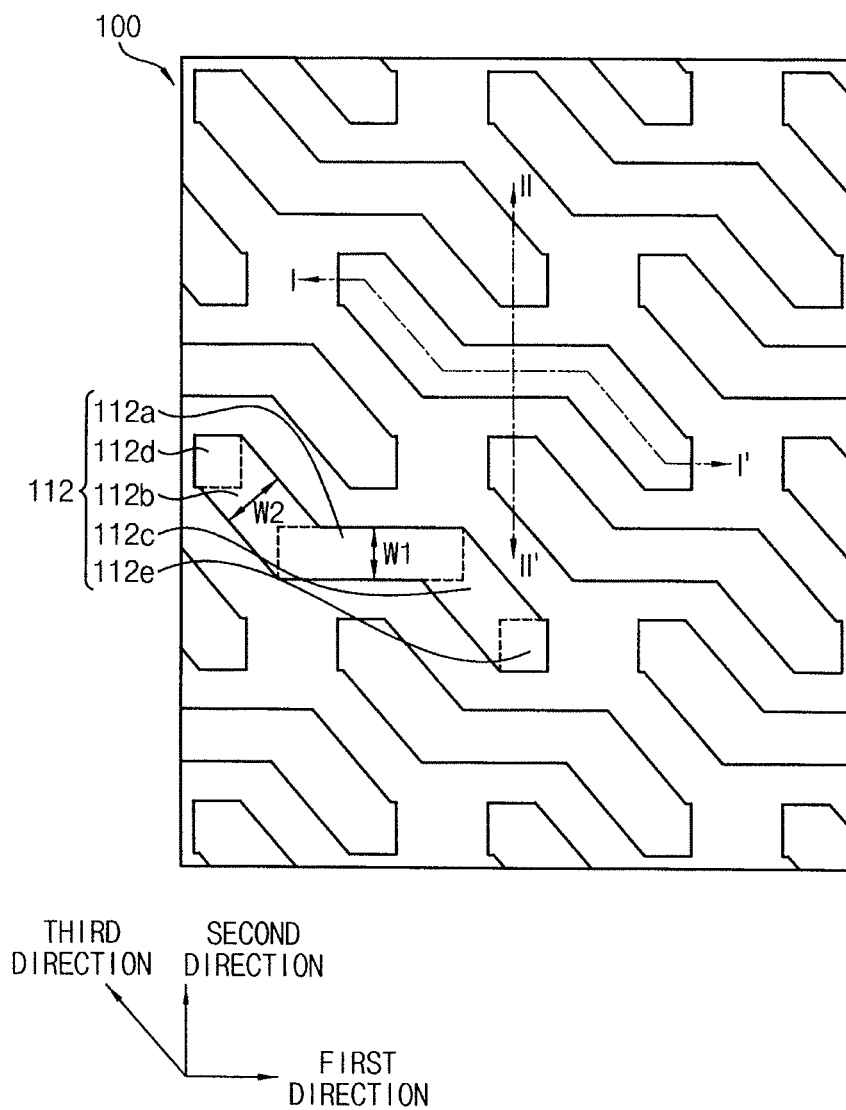 100
II
I
I'
II'
112
112a
112d
112b
112c
112e
W2
W1
THIRD
DIRECTION
SECOND
DIRECTION
FIRST
DIRECTION